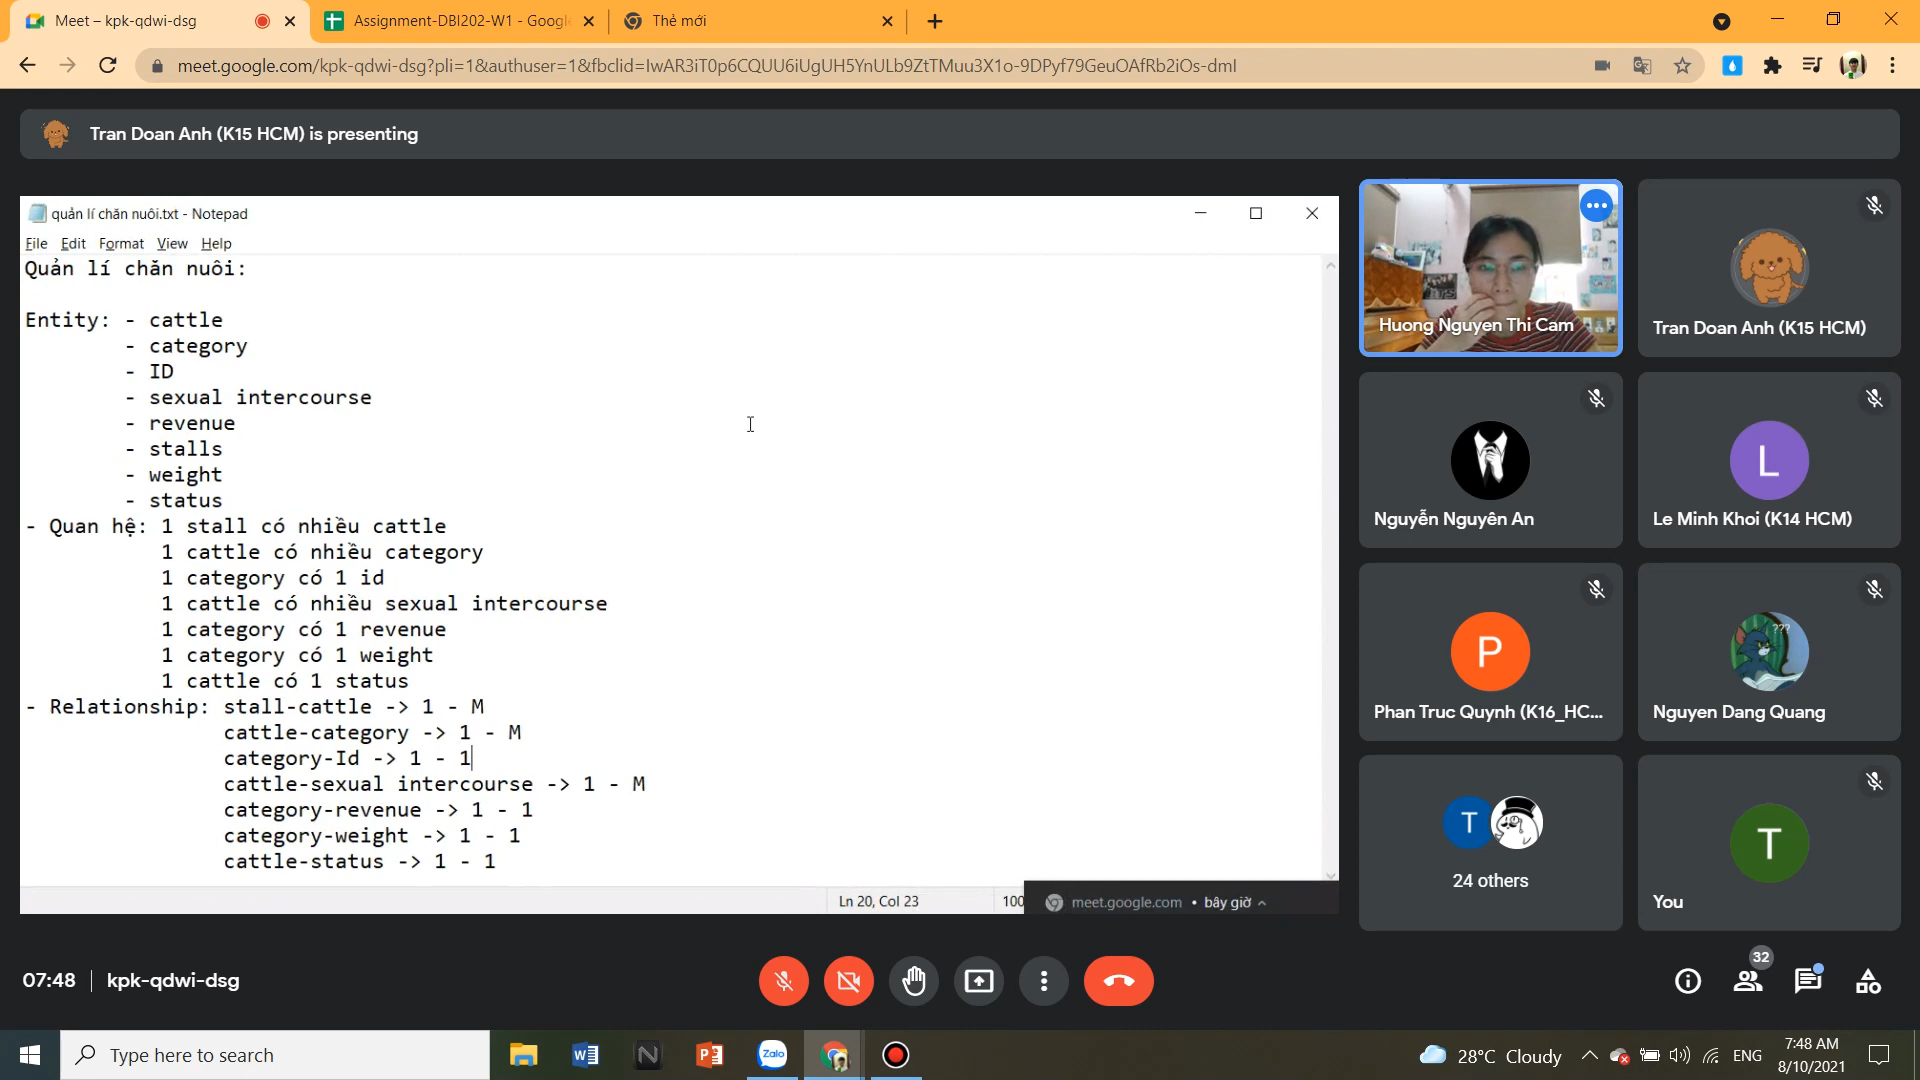 Meet – kpk-qdwi-dsg
Assignment-DBI202-W1 - Google
Thẻ mới
meet.google.com/kpk-qdwi-dsg?pli=1&authuser=1&fbclid=IwAR3iT0p6CQUU6iUgUH5YnULb9ZtTMuu3X1o-9DPyf79GeuOAfRb2iOs-dmI
Tran Doan Anh (K15 HCM) is presenting
quản lí chăn nuôi.txt - Notepad
File Edit Format View Help
Quản lí chăn nuôi:
Entity: - cattle
- category
- ID
- sexual intercourse
- revenue
- stalls
- weight
- status
- Quan hệ: 1 stall có nhiều cattle
1 cattle có nhiều category
1 category có 1 id
1 cattle có nhiều sexual intercourse
1 category có 1 revenue
1 category có 1 weight
1 cattle có 1 status
- Relationship: stall-cattle -> 1 - M
cattle-category -> 1 - M
category-Id -> 1 - 1
cattle-sexual intercourse -> 1 - M
category-revenue -> 1 - 1
category-weight -> 1 - 1
cattle-status -> 1 - 1
Ln 20, Col 23
100
meet.google.com • bây giờ
Huong Nguyen Thi Cam
Tran Doan Anh (K15 HCM)
Nguyễn Nguyên An
L
Le Minh Khoi (K14 HCM)
P
Phan Truc Quynh (K16_HC...
???
Nguyen Dang Quang
T
24 others
T
You
07:48 | kpk-qdwi-dsg
32
Type here to search
Zalo
28°C Cloudy
ENG
7:48 AM
8/10/2021